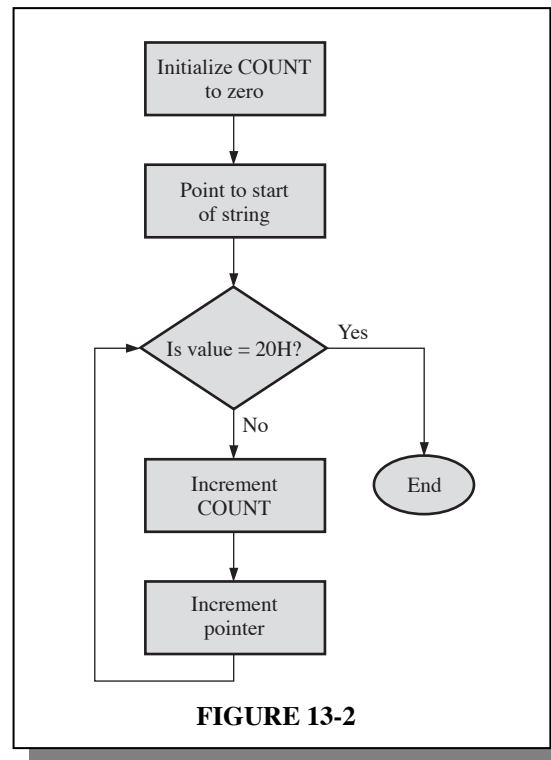 Initialize COUNT
to zero
Point to start
of string
Is value = 20H?
Yes
No
Increment
COUNT
End
Increment
pointer
FIGURE 13-2